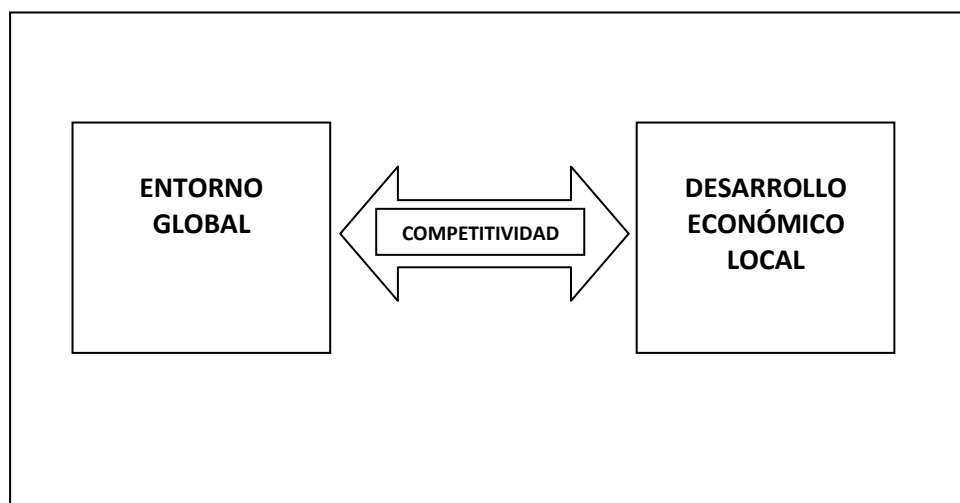 ENTORNO
GLOBAL
COMPETITIVIDAD
DESARROLLO
ECONÓMICO
LOCAL